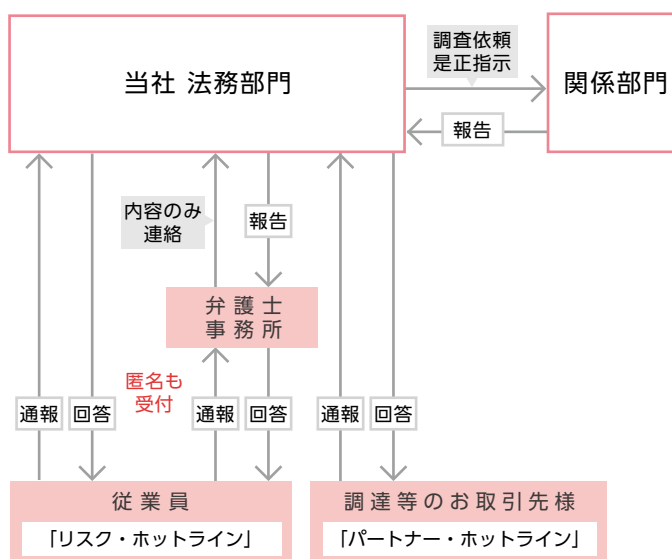 当社 法務部門
調査依頼
是正指示
関係部門
報告
内容のみ
連絡
報告
弁護士
事務所
匿名も
受付
通報
回答
通報
回答
通報
回答
従業員
「リスク・ホットライン」
調達等のお取引先様
「パートナー・ホットライン」